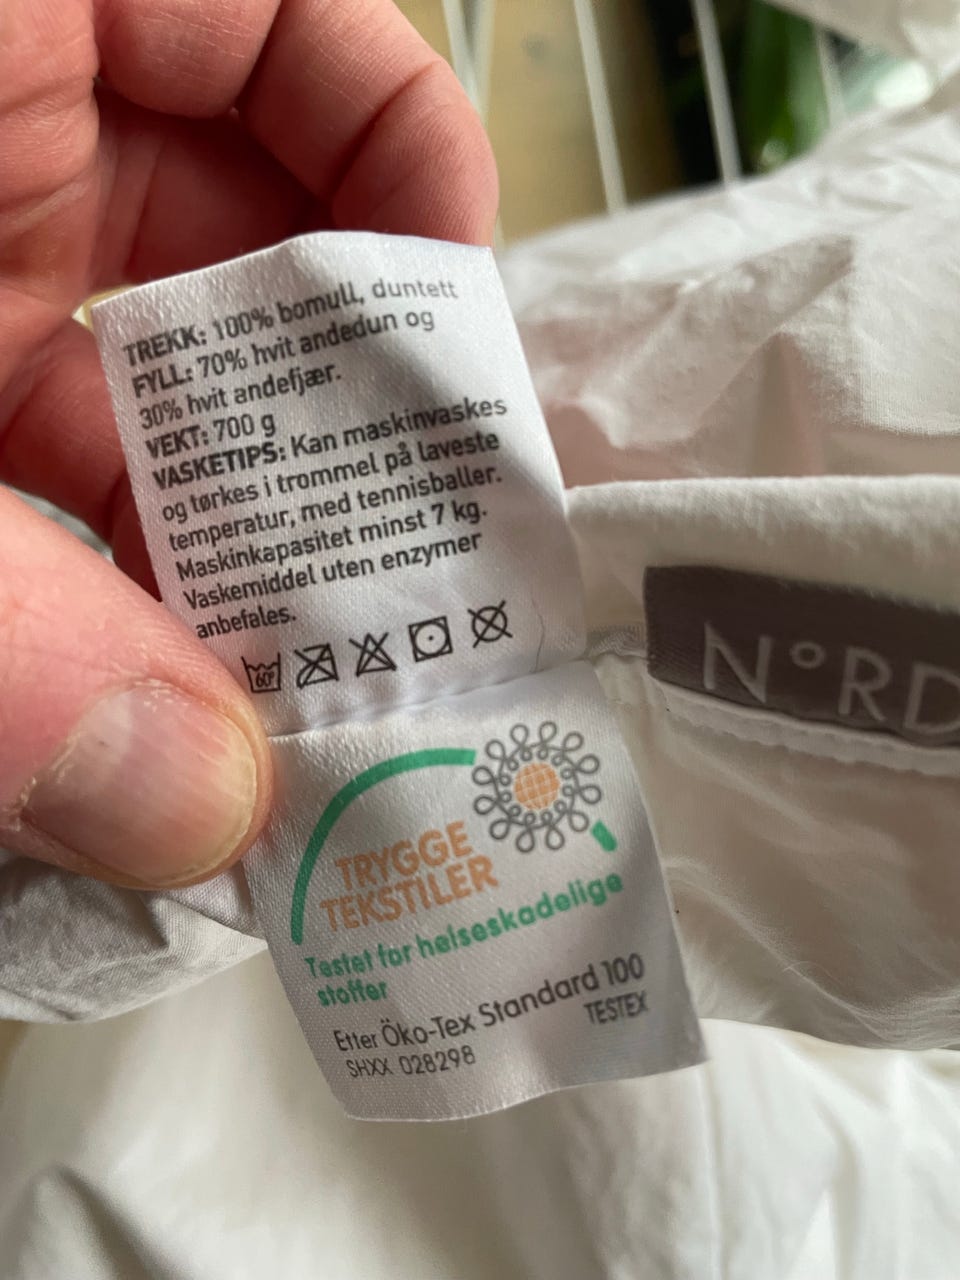 TREKK: 100% bomull, duntett
FYLL: 70% hvit andedun og
30% hvit andefjær.
VEKT: 700 g
VASKETIPS: Kan maskinvaskes
og tørkes i trommel på laveste
temperatur, med tennisballer.
Maskinkapasitet minst 7 kg.
Vaskemiddel uten enzymer
anbefales.
60°
N°RD
TRYGGE
TEKSTILER
Testet for helseskadelige
stoffer
Etter Öko-Tex Standard 100
SHXX 028298 TESTEX